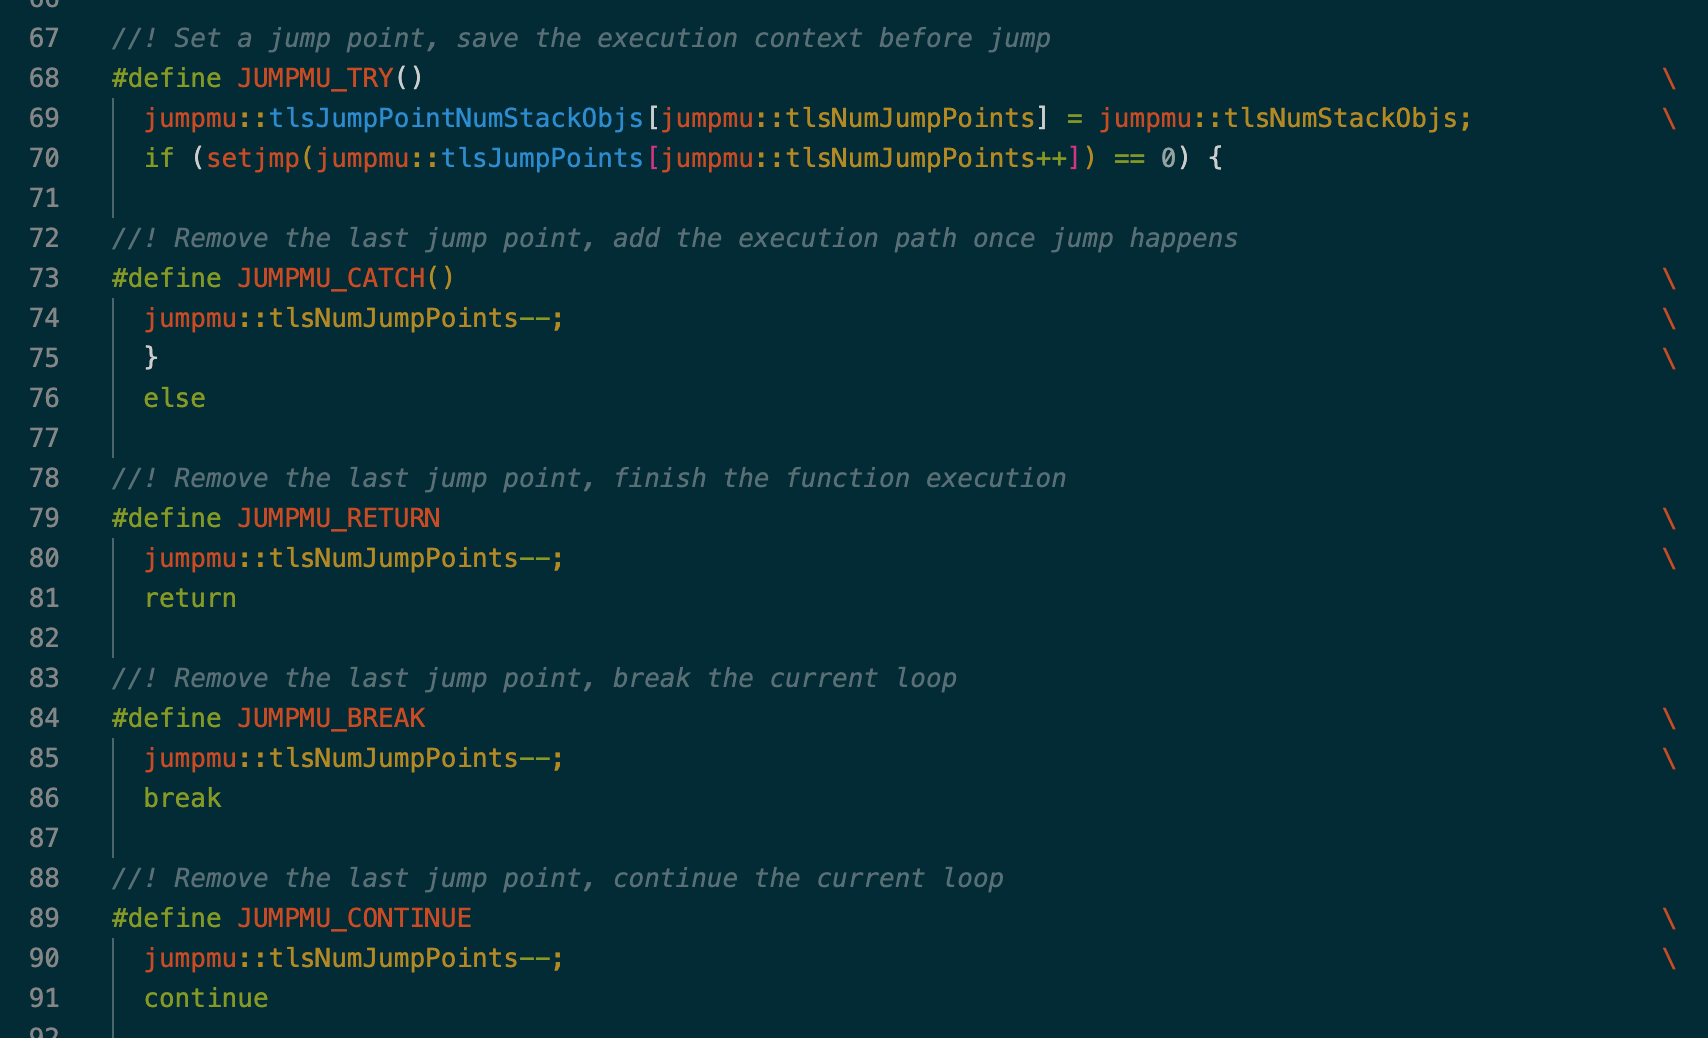 67 //! Set a jump point, save the execution context before jump
68 #define JUMPMU_TRY() \
69 jumpmu::tlsJumpPointNumStackObjs[jumpmu::tlsNumJumpPoints] = jumpmu::tlsNumStackObjs; \
70 if (setjmp(jumpmu::tlsJumpPoints[jumpmu::tlsNumJumpPoints++]) == 0) {
71
72 //! Remove the last jump point, add the execution path once jump happens
73 #define JUMPMU_CATCH() \
74 jumpmu::tlsNumJumpPoints--; \
75 } \
76 else
77
78 //! Remove the last jump point, finish the function execution
79 #define JUMPMU_RETURN \
80 jumpmu::tlsNumJumpPoints--; \
81 return
82
83 //! Remove the last jump point, break the current loop
84 #define JUMPMU_BREAK \
85 jumpmu::tlsNumJumpPoints--; \
86 break
87
88 //! Remove the last jump point, continue the current loop
89 #define JUMPMU_CONTINUE \
90 jumpmu::tlsNumJumpPoints--; \
91 continue